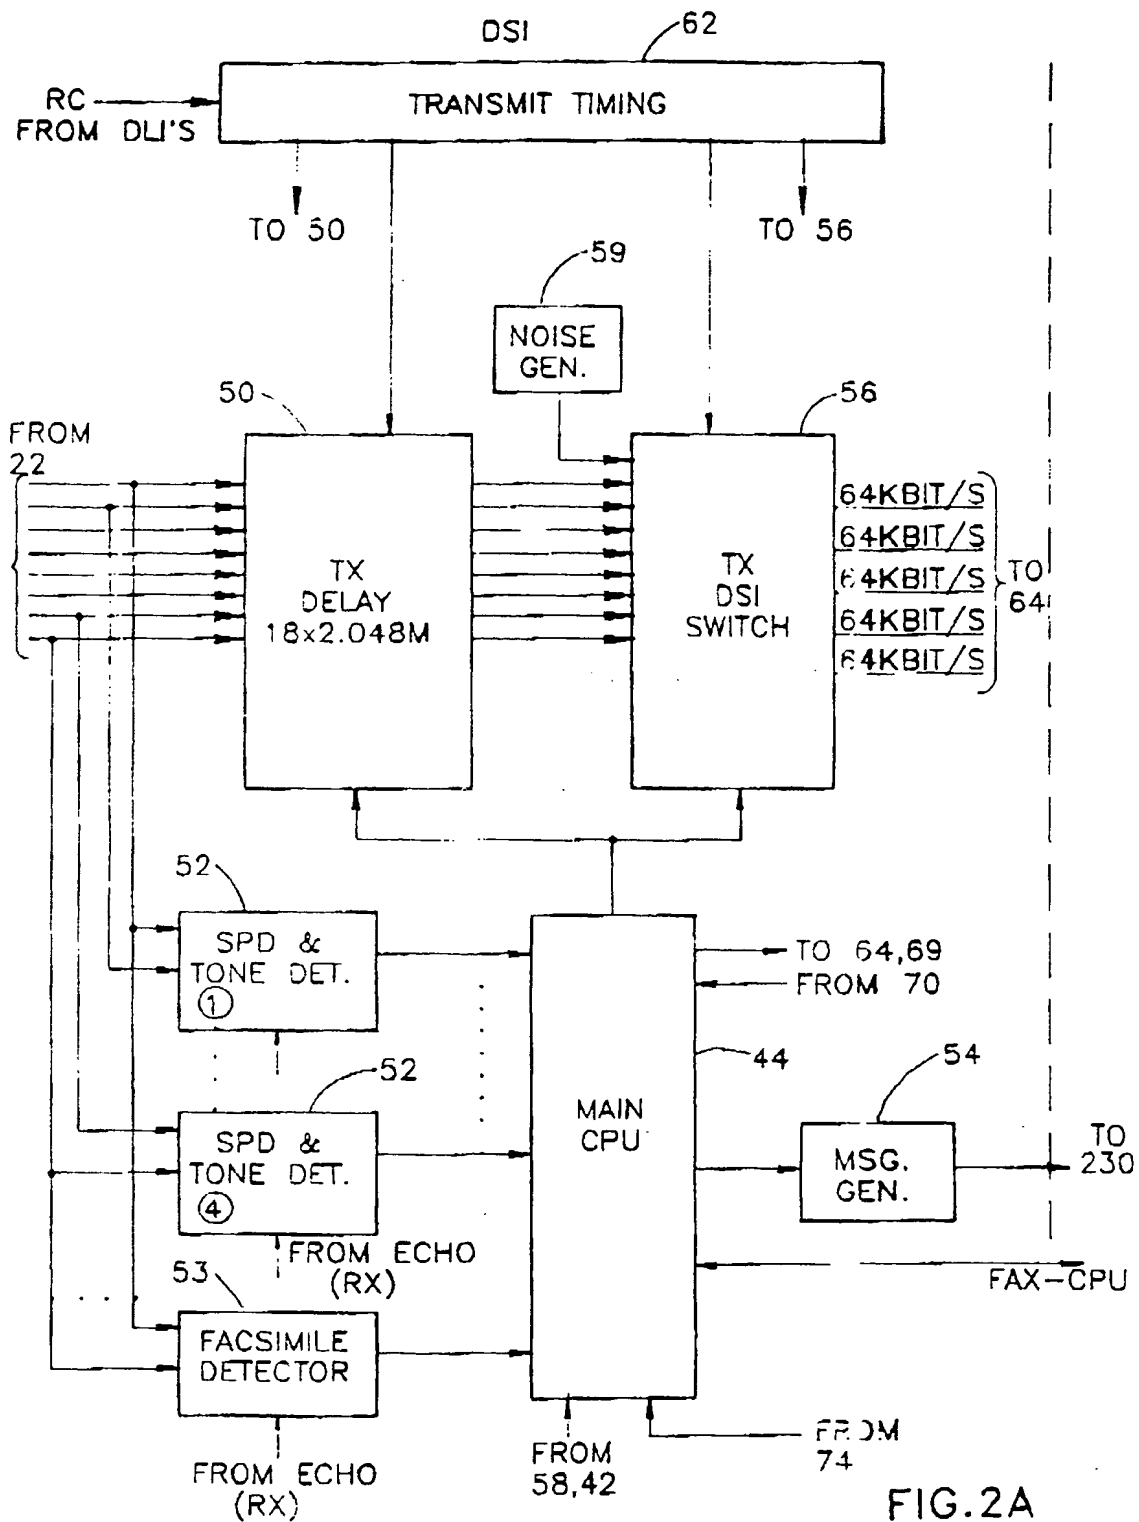 DSI
62
RC
FROM DLI'S
TRANSMIT TIMING
TO 50
TO 56
59
NOISE
GEN.
50
56
FROM
22
TX
DELAY
18x2.048M
TX
DSI
SWITCH
64KBIT/S
64KBIT/S
64KBIT/S
64KBIT/S
64KBIT/S
TO
64
52
SPD &
TONE DET.
1
TO 64,69
FROM 70
44
54
52
SPD &
TONE DET.
4
MAIN
CPU
MSG.
GEN.
TO
230
FROM ECHO
(RX)
FAX-CPU
53
FACSIMILE
DETECTOR
FROM ECHO
(RX)
FROM
58,42
FROM
74
FIG.2A